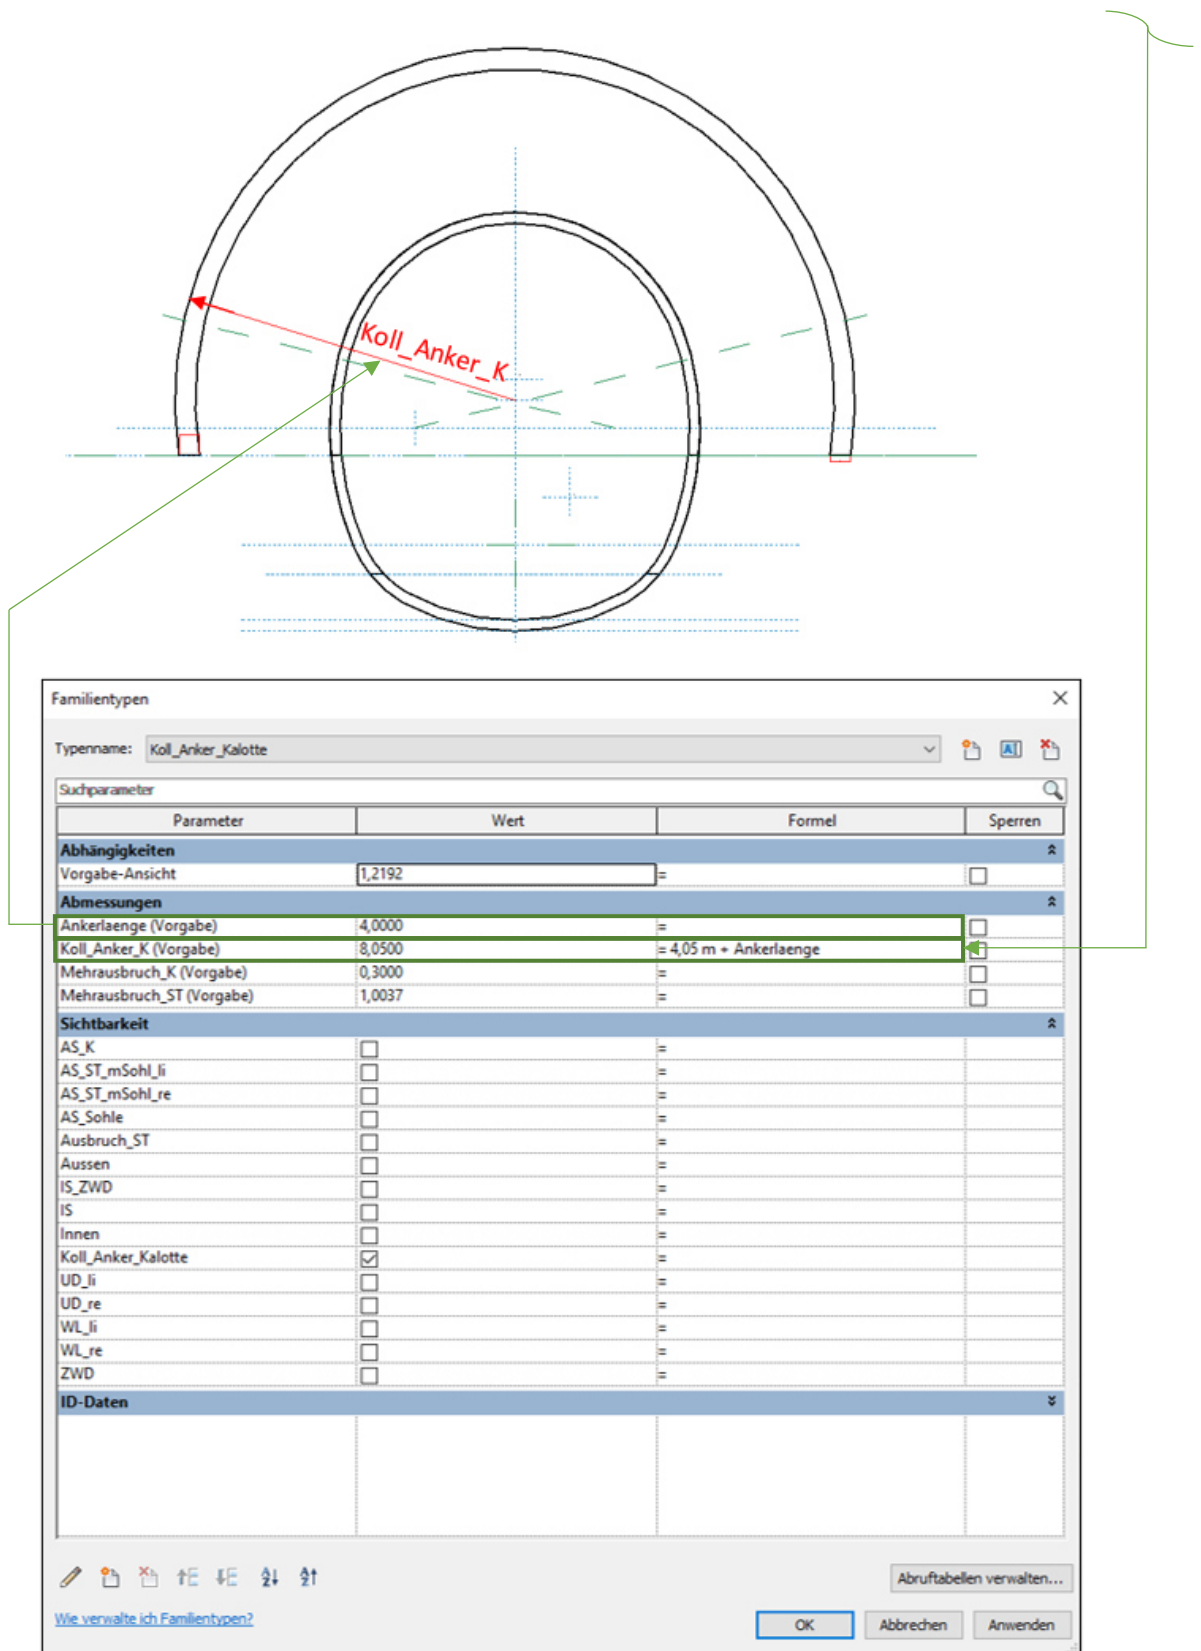 Koll_Anker_K
Familientypen
Typenname: Koll_Anker_Kalotte
Suchparameter
Parameter Wert Formel Sperren
Abhängigkeiten
Vorgabe-Ansicht 1,2192 =
Abmessungen
Ankerlaenge (Vorgabe) 4,0000 =
Koll_Anker_K (Vorgabe) 8,0500 = 4,05 m + Ankerlaenge
Mehrausbruch_K (Vorgabe) 0,3000 =
Mehrausbruch_ST (Vorgabe) 1,0037 =
Sichtbarkeit
AS_K =
AS_ST_mSohl_li =
AS_ST_mSohl_re =
AS_Sohle =
Ausbruch_ST =
Aussen =
IS_ZWD =
IS =
Innen =
Koll_Anker_Kalotte =
UD_li =
UD_re =
WL_li =
WL_re =
ZWD =
ID-Daten
Abruftabellen verwalten...
Wie verwalte ich Familientypen?
OK Abbrechen Anwenden